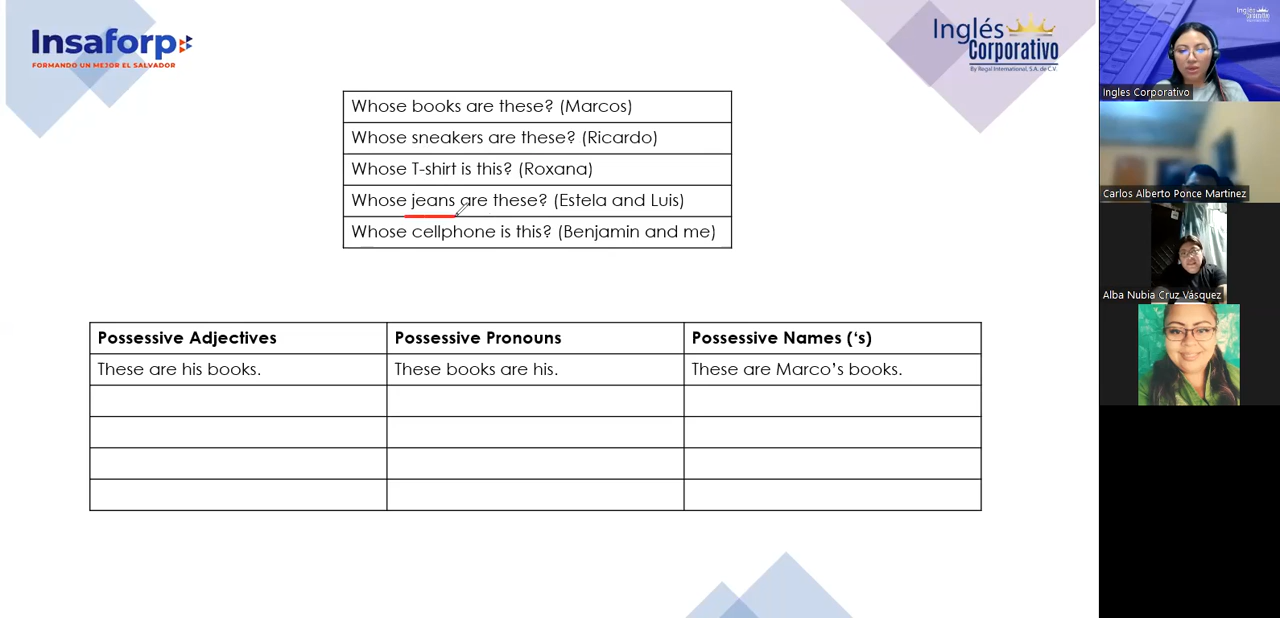 Insaforp
FORMANDO UN MEJOR EL SALVADOR
Inglés
Corporativo
By Regal International, S.A. de C.V.
Whose books are these? (Marcos)
Whose sneakers are these? (Ricardo)
Whose T-shirt is this? (Roxana)
Whose jeans are these? (Estela and Luis)
Whose cellphone is this? (Benjamin and me)
Possessive Adjectives
Possessive Pronouns
Possessive Names (‘s)
These are his books.
These books are his.
These are Marco’s books.
Inglés
Ingles Corporativo
Carlos Alberto Ponce Martinez
Alba Nubia Cruz Vásquez